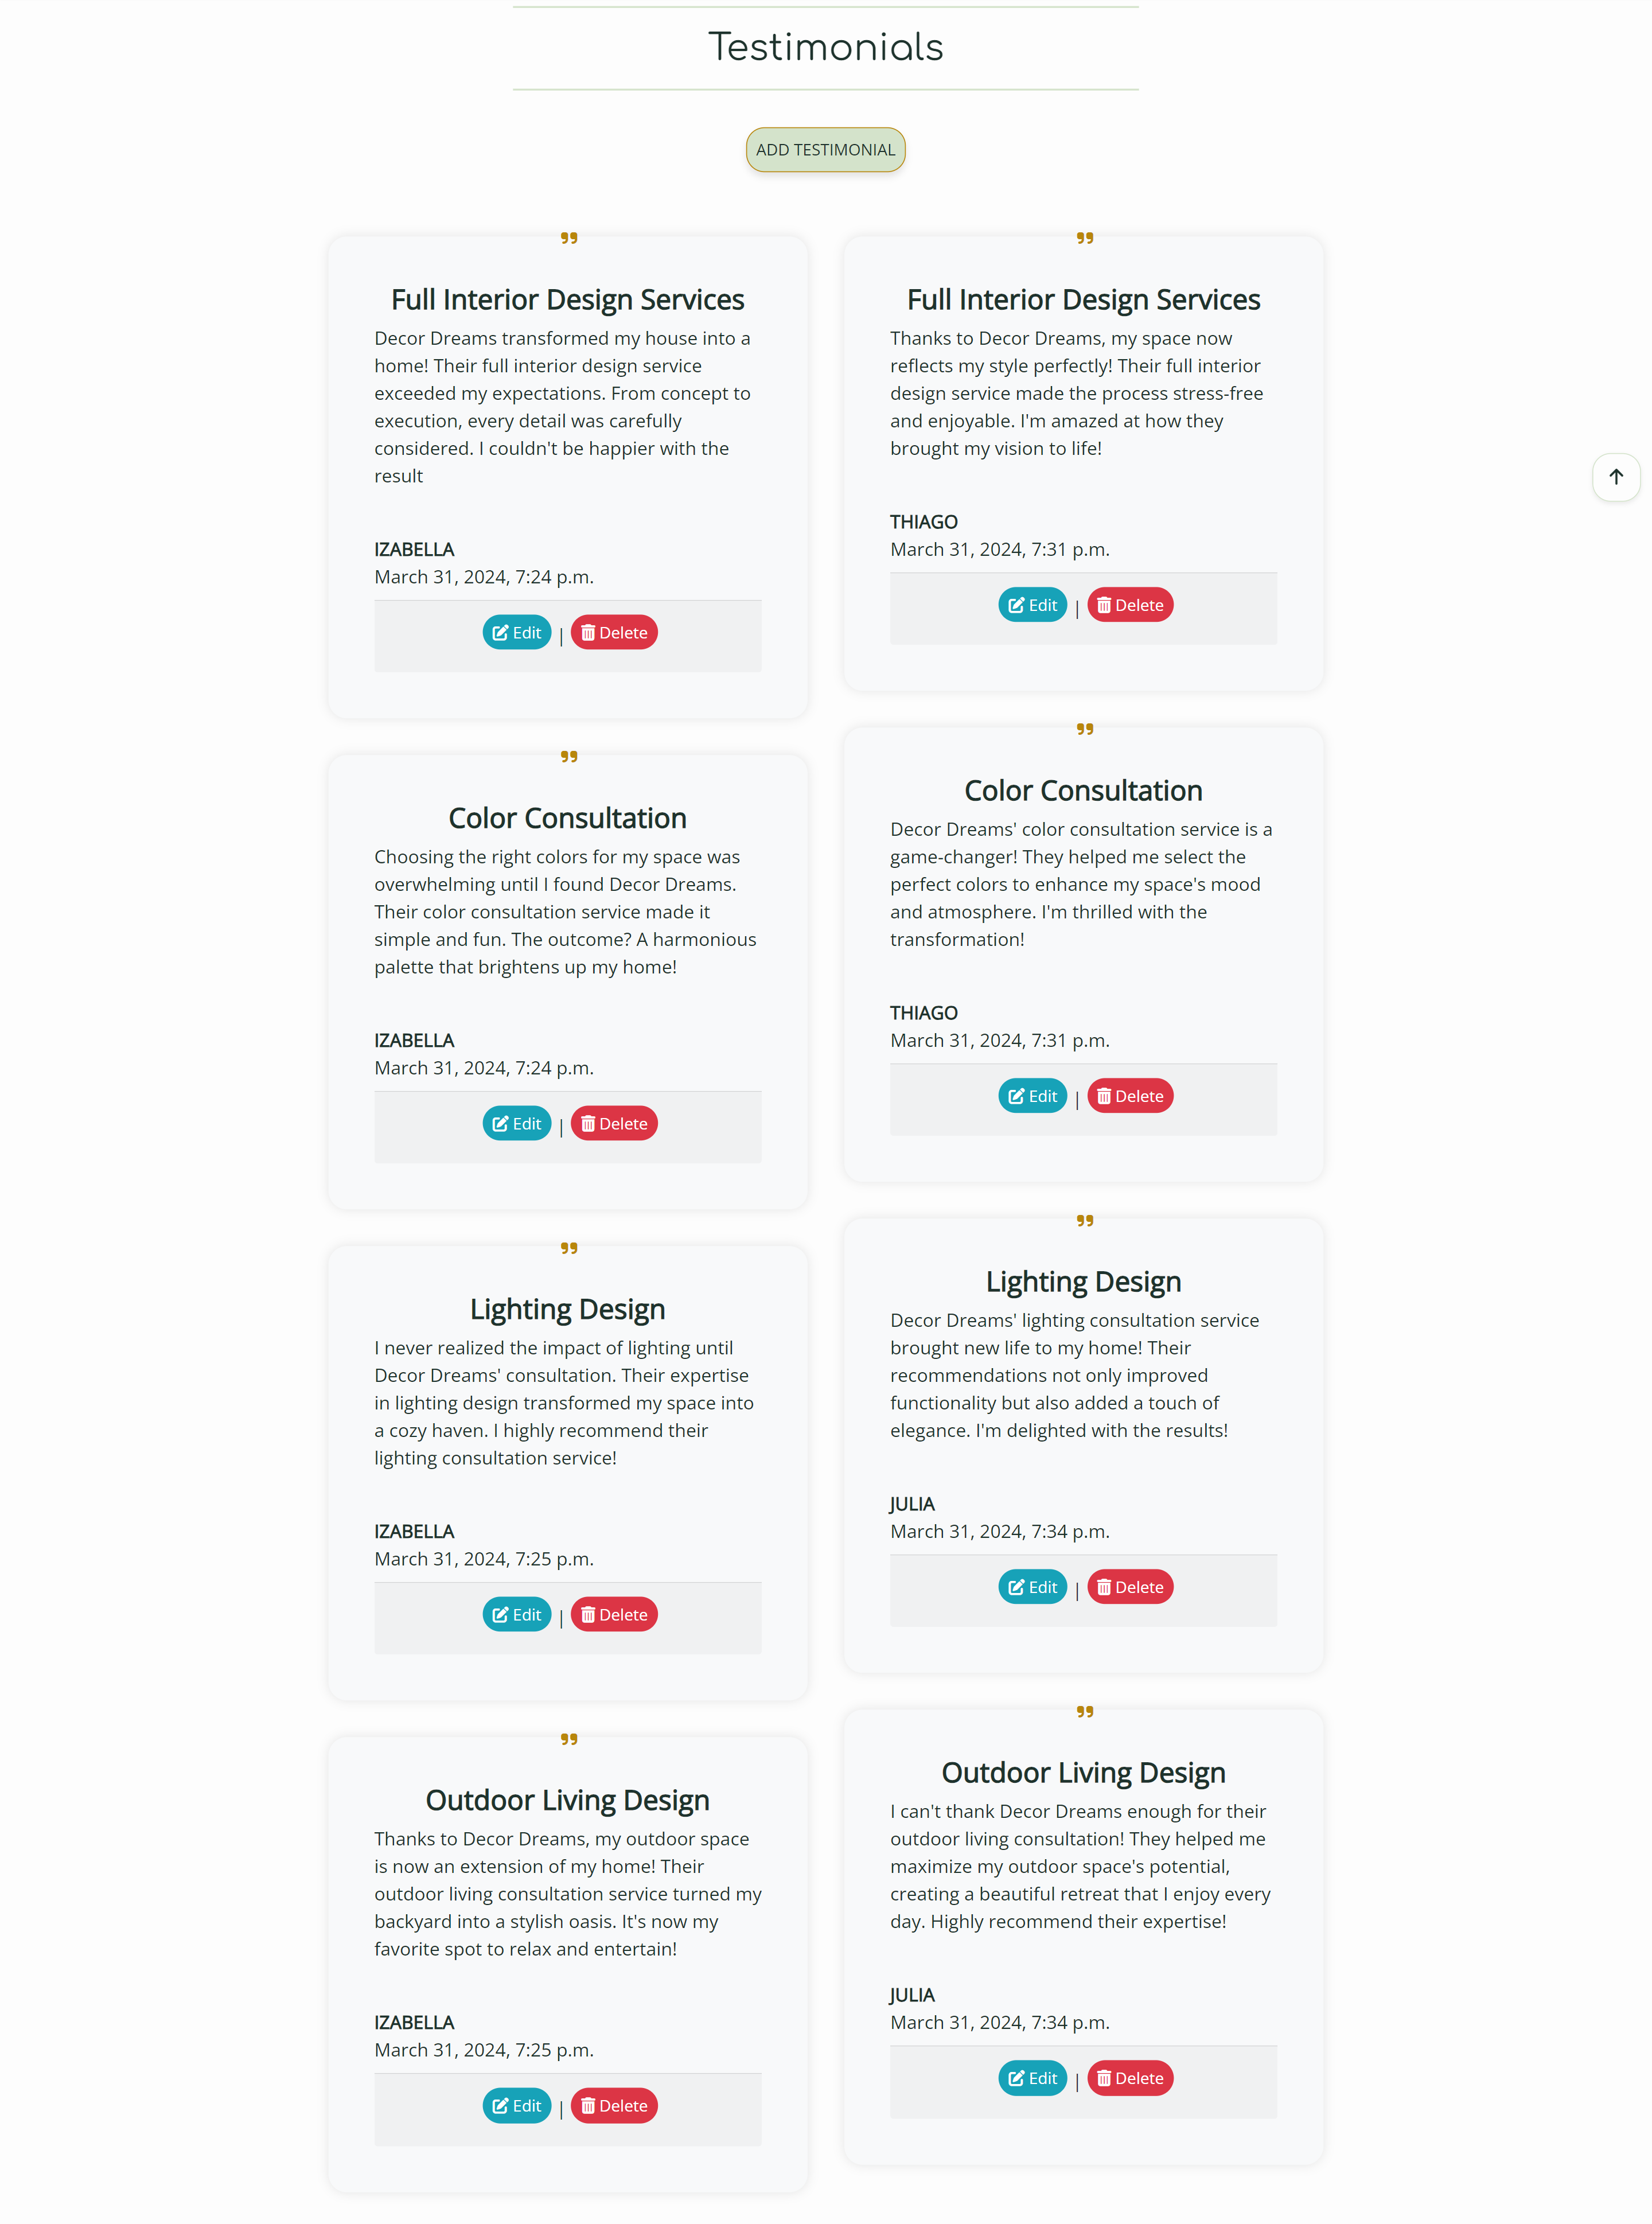 Testimonials
ADD TESTIMONIAL
Full Interior Design Services
Decor Dreams transformed my house into a
home! Their full interior design service
exceeded my expectations. From concept to
execution, every detail was carefully
considered. I couldn't be happier with the
result
IZABELLA
March 31, 2024, 7:24 p.m.
Edit | Delete
Color Consultation
Choosing the right colors for my space was
overwhelming until I found Decor Dreams.
Their color consultation service made it
simple and fun. The outcome? A harmonious
palette that brightens up my home!
IZABELLA
March 31, 2024, 7:24 p.m.
Edit | Delete
Lighting Design
I never realized the impact of lighting until
Decor Dreams' consultation. Their expertise
in lighting design transformed my space into
a cozy haven. I highly recommend their
lighting consultation service!
IZABELLA
March 31, 2024, 7:25 p.m.
Edit | Delete
Outdoor Living Design
Thanks to Decor Dreams, my outdoor space
is now an extension of my home! Their
outdoor living consultation service turned my
backyard into a stylish oasis. It's now my
favorite spot to relax and entertain!
IZABELLA
March 31, 2024, 7:25 p.m.
Edit | Delete
Full Interior Design Services
Thanks to Decor Dreams, my space now
reflects my style perfectly! Their full interior
design service made the process stress-free
and enjoyable. I'm amazed at how they
brought my vision to life!
THIAGO
March 31, 2024, 7:31 p.m.
Edit | Delete
Color Consultation
Decor Dreams' color consultation service is a
game-changer! They helped me select the
perfect colors to enhance my space's mood
and atmosphere. I'm thrilled with the
transformation!
THIAGO
March 31, 2024, 7:31 p.m.
Edit | Delete
Lighting Design
Decor Dreams' lighting consultation service
brought new life to my home! Their
recommendations not only improved
functionality but also added a touch of
elegance. I'm delighted with the results!
JULIA
March 31, 2024, 7:34 p.m.
Edit | Delete
Outdoor Living Design
I can't thank Decor Dreams enough for their
outdoor living consultation! They helped me
maximize my outdoor space's potential,
creating a beautiful retreat that I enjoy every
day. Highly recommend their expertise!
JULIA
March 31, 2024, 7:34 p.m.
Edit | Delete